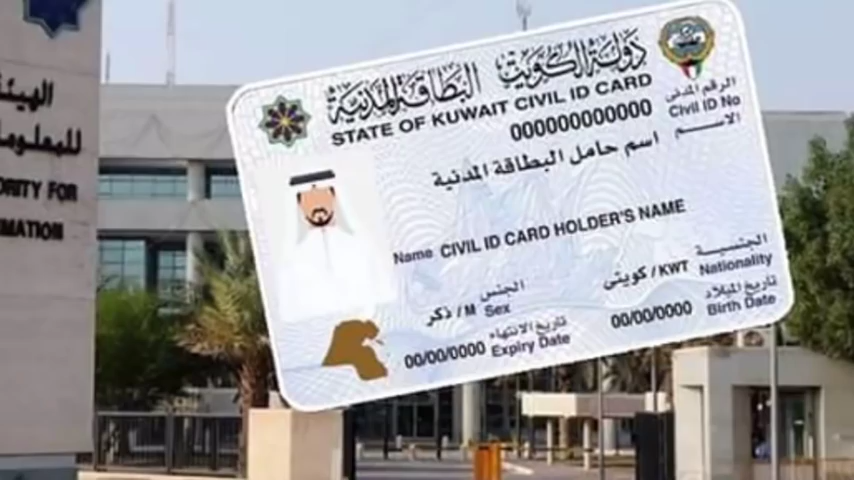 الهيئة
للمعلومات
ORITY FOR
RMATION
دولة الكويت البطاقة المدنية
STATE OF KUWAIT CIVIL ID CARD
الرقم المدني
000000000000 Civil ID No
اسم حامل البطاقة المدنية الاسم
Name CIVIL ID CARD HOLDER'S NAME
الجنسية
كويتي / KWT Nationality
الجنس
ذكر / M Sex
تاريخ الميلاد
00/00/0000 Birth Date
تاريخ الانتهاء
00/00/0000 Expiry Date